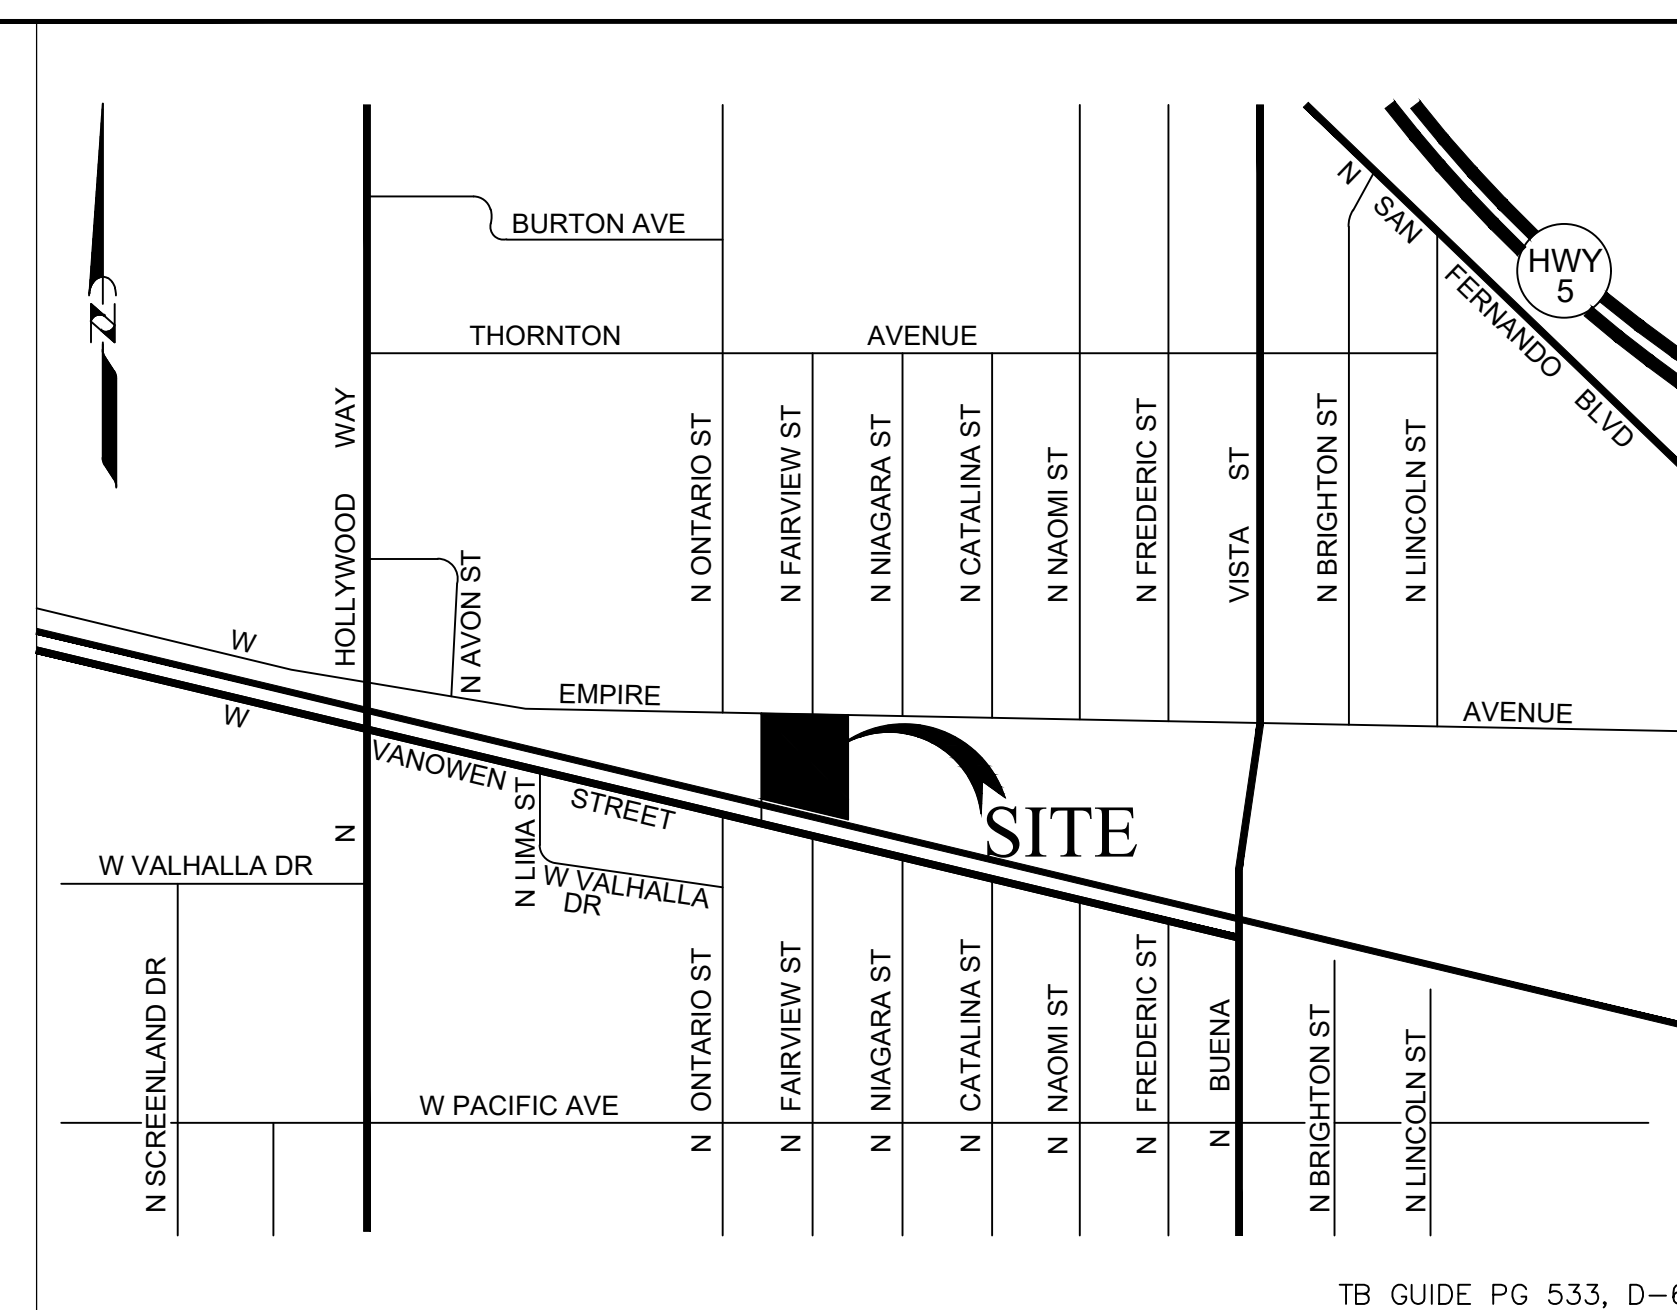 BURTON AVE
N SAN FERNANDO BLVD
HWY
5
THORNTON AVENUE
N HOLLYWOOD WAY
N AVON ST
N ONTARIO ST
N FAIRVIEW ST
N NIAGARA ST
N CATALINA ST
N NAOMI ST
N FREDERIC ST
N BUENA VISTA ST
N BRIGHTON ST
N LINCOLN ST
N
W EMPIRE AVENUE
W VANOWEN STREET
SITE
N LIMA ST
W VALHALLA DR
W VALHALLA
DR
N SCREENLAND DR
W PACIFIC AVE
N ONTARIO ST
N FAIRVIEW ST
N NIAGARA ST
N CATALINA ST
N NAOMI ST
N FREDERIC ST
N BRIGHTON ST
N LINCOLN ST
TB GUIDE PG 533, D-